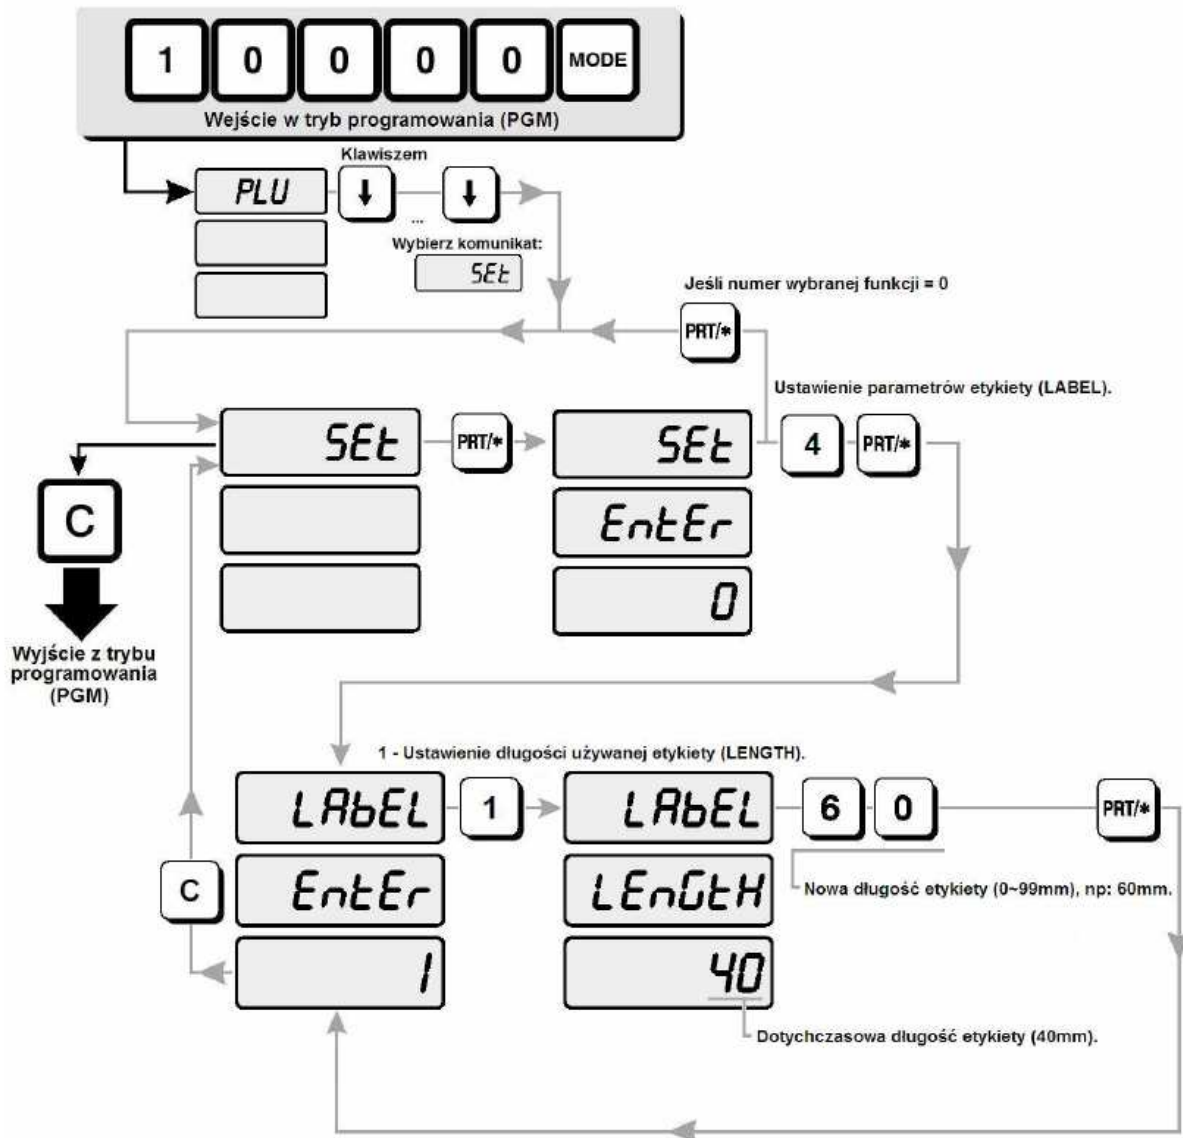 1 0 0 0 0 MODE
Wejście w tryb programowania (PGM)
Klawiszem
PLU
...
Wybierz komunikat:
SEt
Jeśli numer wybranej funkcji = 0
PRT/*
Ustawienie parametrów etykiety (LABEL).
SEt PRT/* SEt 4 PRT/*
C
EntEr
0
Wyjście z trybu
programowania
(PGM)
1 - Ustawienie długości używanej etykiety (LENGTH).
LAbEL 1 LAbEL 6 0 PRT/*
C EntEr LEnGtH
Nowa długość etykiety (0~99mm), np: 60mm.
1 40
Dotychczasowa długość etykiety (40mm).